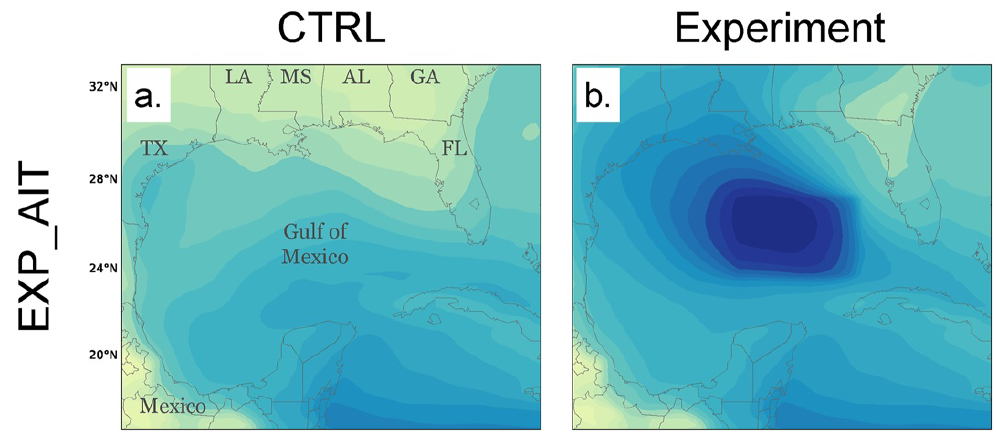 CTRL
Experiment
EXP_AIT
32°N
28°N
24°N
20°N
a.
LA MS AL GA
TX
FL
Gulf of
Mexico
Mexico
b.